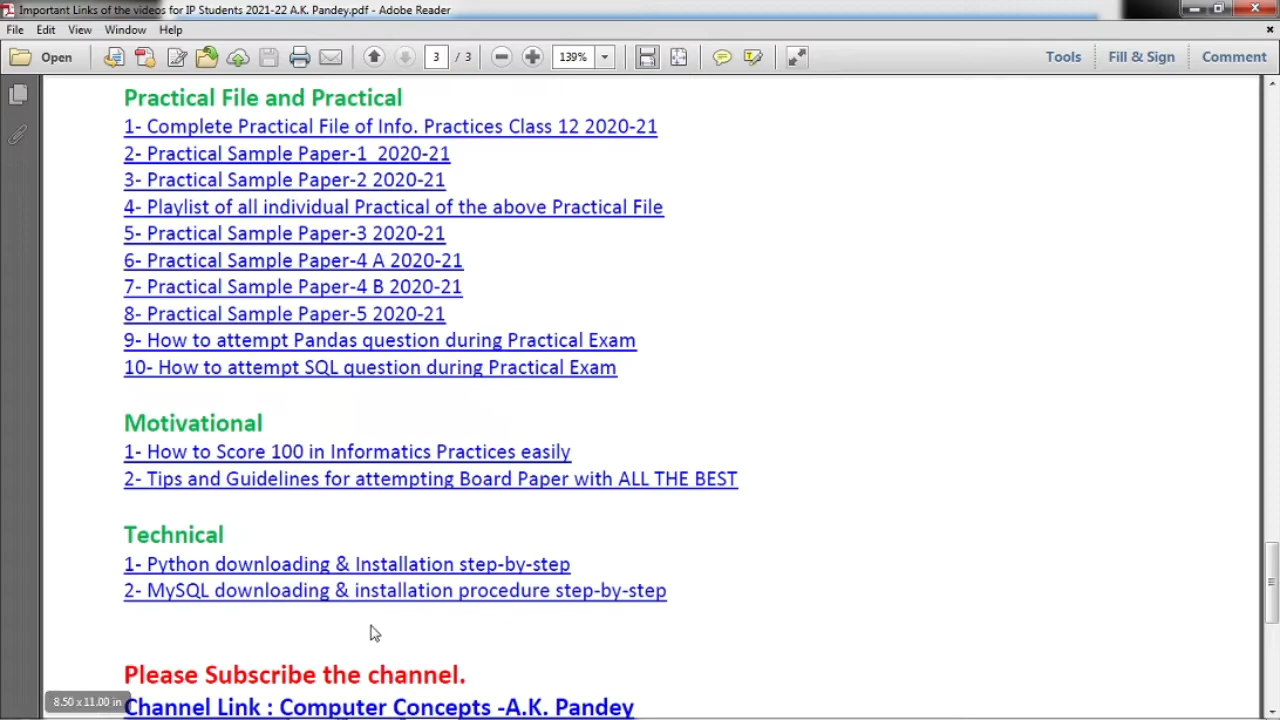 Important Links of the videos for IP Students 2021-22 A.K. Pandey.pdf - Adobe Reader
File Edit View Window Help
Open 3 / 3 139% Tools Fill & Sign Comment
Practical File and Practical
1- Complete Practical File of Info. Practices Class 12 2020-21
2- Practical Sample Paper-1  2020-21
3- Practical Sample Paper-2 2020-21
4- Playlist of all individual Practical of the above Practical File
5- Practical Sample Paper-3 2020-21
6- Practical Sample Paper-4 A 2020-21
7- Practical Sample Paper-4 B 2020-21
8- Practical Sample Paper-5 2020-21
9- How to attempt Pandas question during Practical Exam
10- How to attempt SQL question during Practical Exam
Motivational
1- How to Score 100 in Informatics Practices easily
2- Tips and Guidelines for attempting Board Paper with ALL THE BEST
Technical
1- Python downloading & Installation step-by-step
2- MySQL downloading & installation procedure step-by-step
Please Subscribe the channel.
8.50 x 11.00 in
Channel Link : Computer Concepts -A.K. Pandey